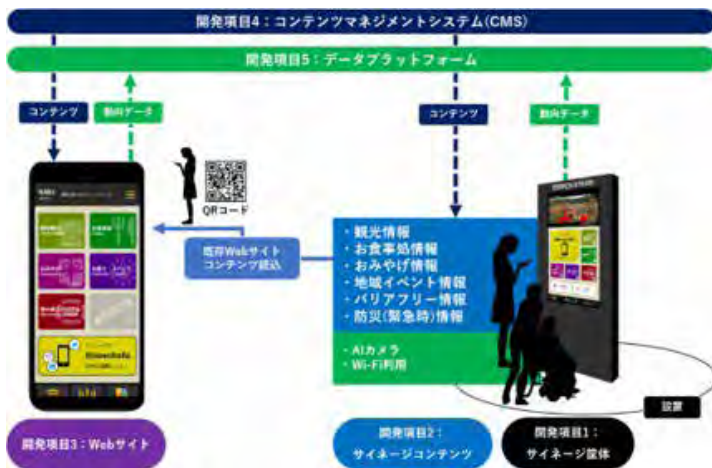 開発項目4：コンテンツマネジメントシステム(CMS)
開発項目5：データプラットフォーム
コンテンツ
動向データ
コンテンツ
動向データ
QRコード
既存Webサイト
コンテンツ読込
・観光情報
・お食事処情報
・おみやげ情報
・地域イベント情報
・バリアフリー情報
・防災(緊急時)情報
・AIカメラ
・Wi-Fi利用
設置
開発項目3：Webサイト
開発項目2：
サイネージコンテンツ
開発項目1：
サイネージ筐体